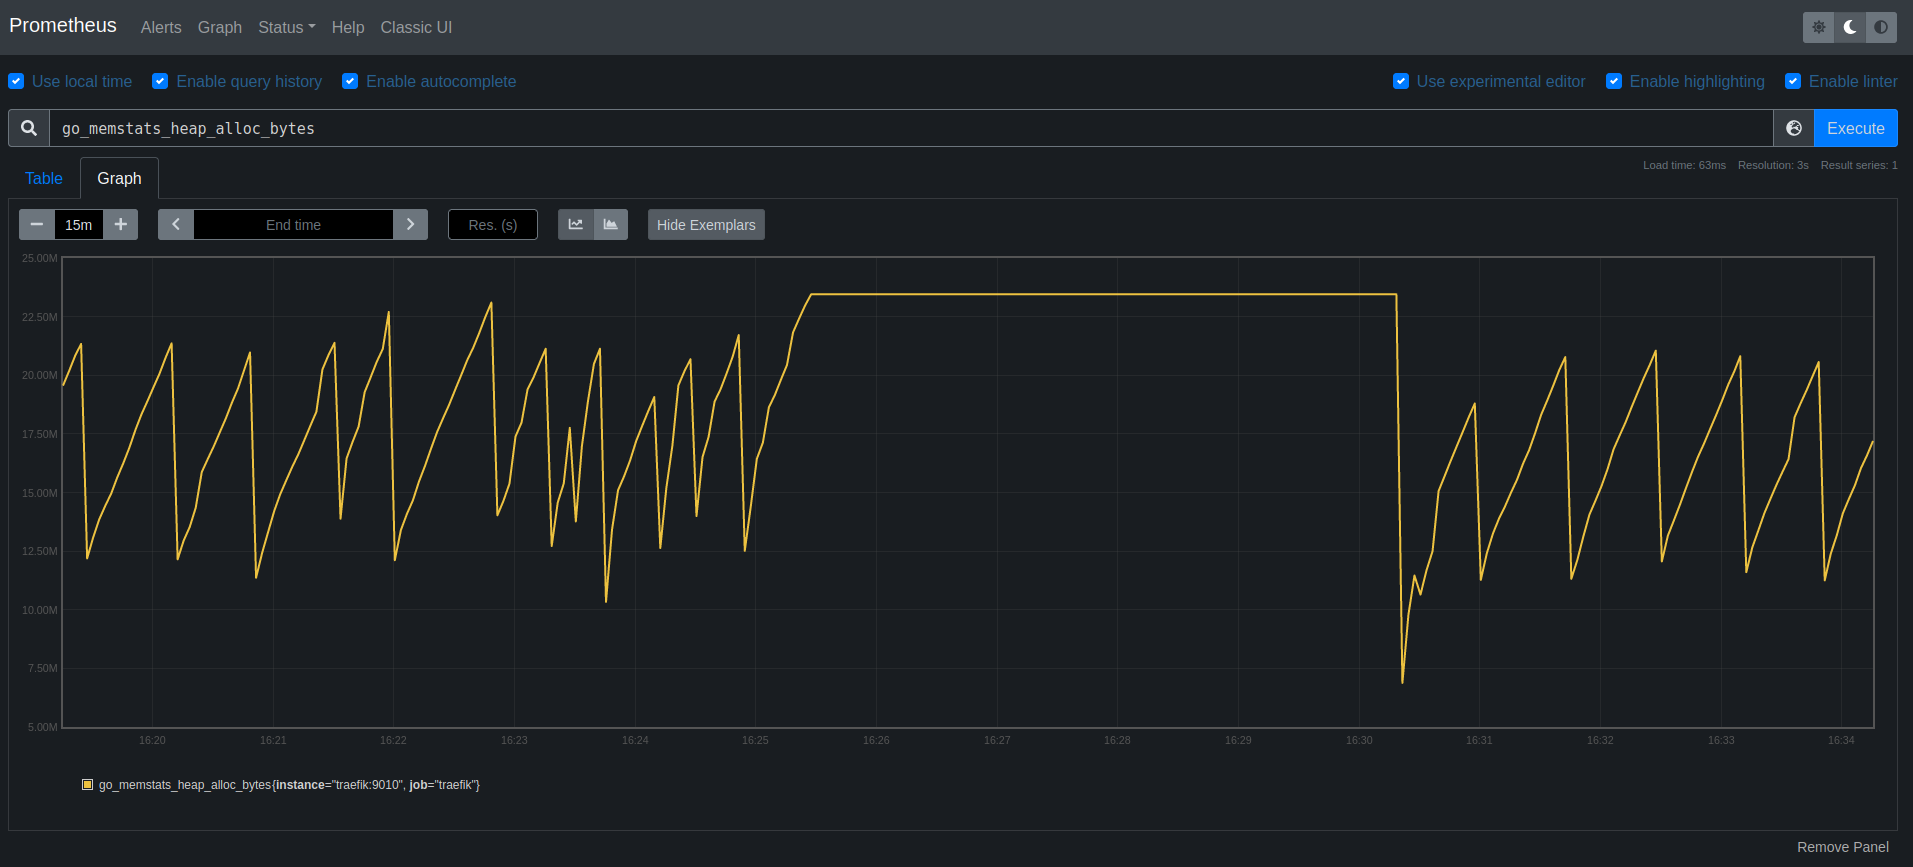 Prometheus Alerts Graph Status Help Classic UI
Use local time Enable query history Enable autocomplete Use experimental editor Enable highlighting Enable linter
go_memstats_heap_alloc_bytes Execute
Table Graph Load time: 63ms Resolution: 3s Result series: 1
15m End time Res. (s) Hide Exemplars
25.00M
22.50M
20.00M
17.50M
15.00M
12.50M
10.00M
7.50M
5.00M
16:20 16:21 16:22 16:23 16:24 16:25 16:26 16:27 16:28 16:29 16:30 16:31 16:32 16:33 16:34
go_memstats_heap_alloc_bytes{instance="traefik:9010", job="traefik"}
Remove Panel